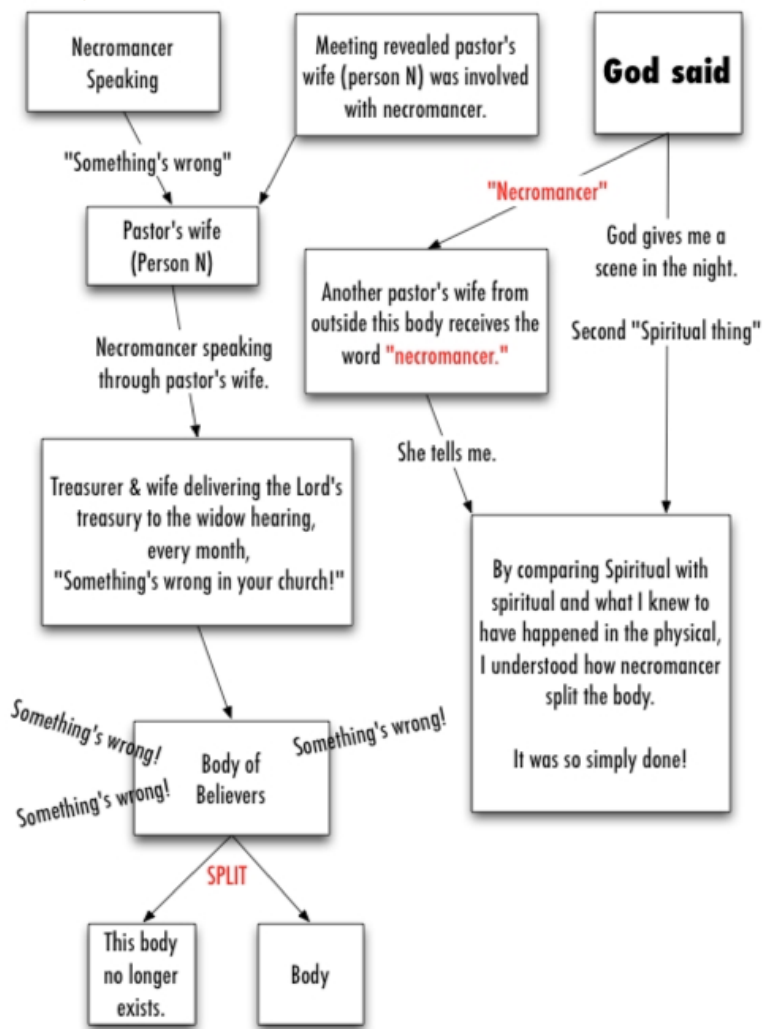 Necromancer
Speaking
Meeting revealed pastor's
wife (person N) was involved
with necromancer.
God said
"Something's wrong"
"Necromancer"
Pastor's wife
(Person N)
God gives me a
scene in the night.
Another pastor's wife from
outside this body receives the
word "necromancer."
Second "Spiritual thing"
Necromancer speaking
through pastor's wife.
She tells me.
Treasurer & wife delivering the Lord's
treasury to the widow hearing,
every month,
"Something's wrong in your church!"
By comparing Spiritual with
spiritual and what I knew to
have happened in the physical,
I understood how necromancer
split the body.
It was so simply done!
Something's wrong!
Something's wrong!
Something's wrong!
Body of
Believers
SPLIT
This body
no longer
exists.
Body